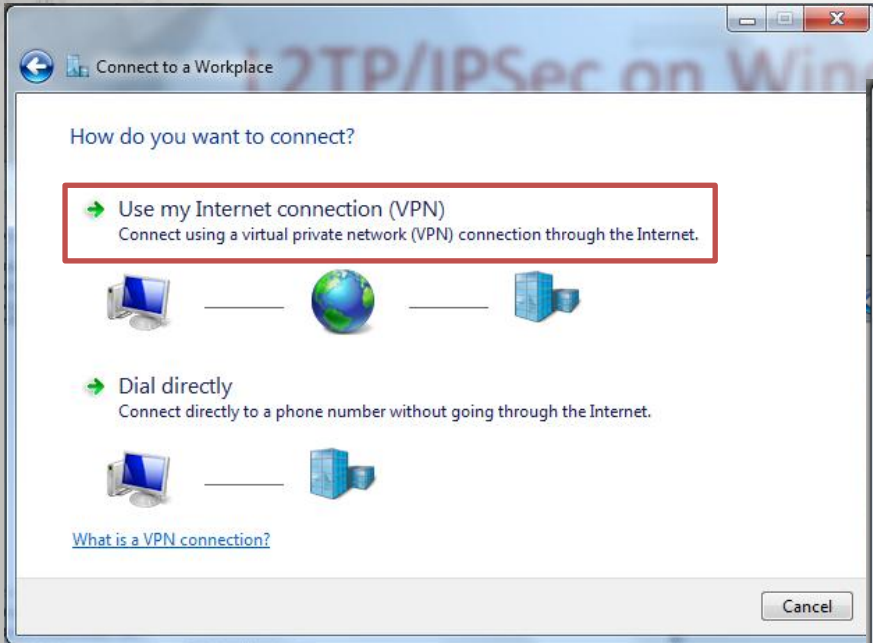 L2TP/IPSec on Win
Connect to a Workplace
How do you want to connect?
Use my Internet connection (VPN)
Connect using a virtual private network (VPN) connection through the Internet.
Dial directly
Connect directly to a phone number without going through the Internet.
What is a VPN connection?
Cancel